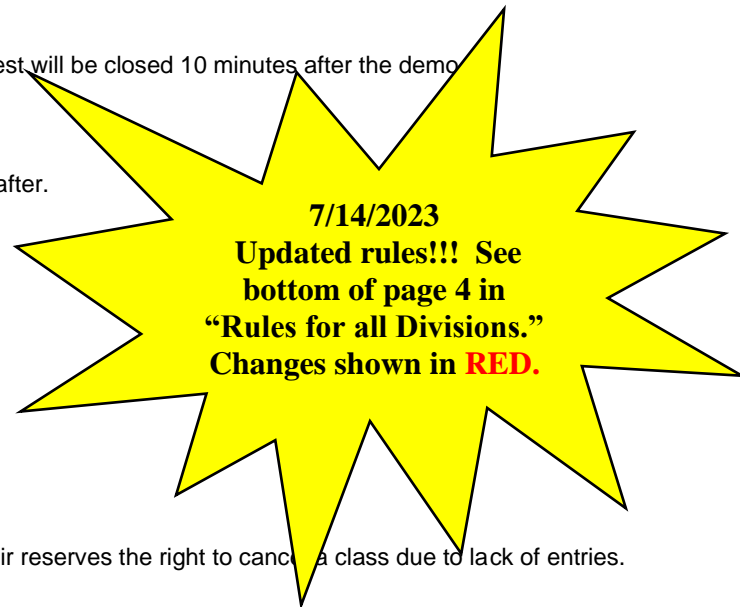 est will be closed 10 minutes after the demo
after.
7/14/2023
Updated rules!!! See
bottom of page 4 in
“Rules for all Divisions.”
Changes shown in RED.
ir reserves the right to cancel a class due to lack of entries.